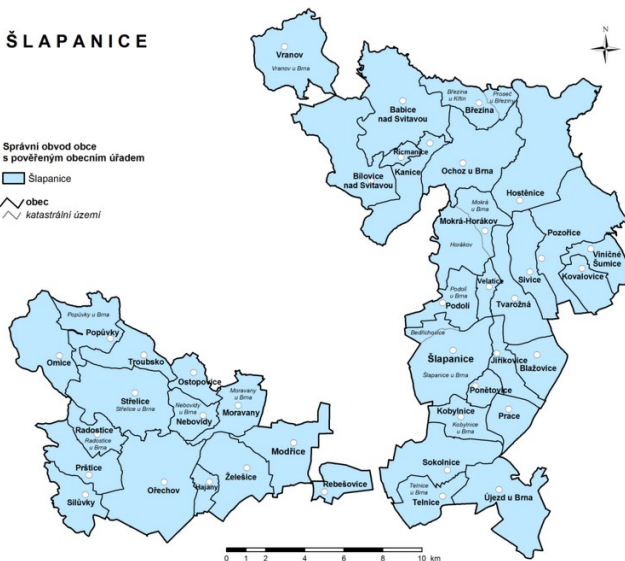 ŠLAPANICE
N
Vranov
Vranov u Brna
Babice
nad Svitavou
Březina
u Křtin
Proseč
u Březiny
Březina
Řícmanice
Kanice
Ochoz u Brna
Bílovice
nad Svitavou
Správní obvod obce
s pověřeným obecním úřadem
Šlapanice
obec
katastrální území
Hostěnice
Mokrá
u Brna
Mokrá-Horákov
Horákov
Pozořice
Viničné
Šumice
Kovalovice
Sivice
Velatice
Tvarožná
Podolí
u Brna
Podolí
Bedřichovice
Šlapanice
Šlapanice u Brna
Jiříkovice
Blažovice
Ponětovice
Kobylnice
Kobylnice
u Brna
Prace
Sokolnice
Telnice
u Brna
Telnice
Újezd u Brna
Popůvky u Brna
Popůvky
Omice
Troubsko
Ostopovice
Střelice
Střelice u Brna
Nebovidy
u Brna
Nebovidy
Moravany
u Brna
Moravany
Radostice
Radostice
u Brna
Modřice
Prštice
Silůvky
Ořechov
Hajany
Želešice
Rebešovice
0 1 2 4 6 8 10 km